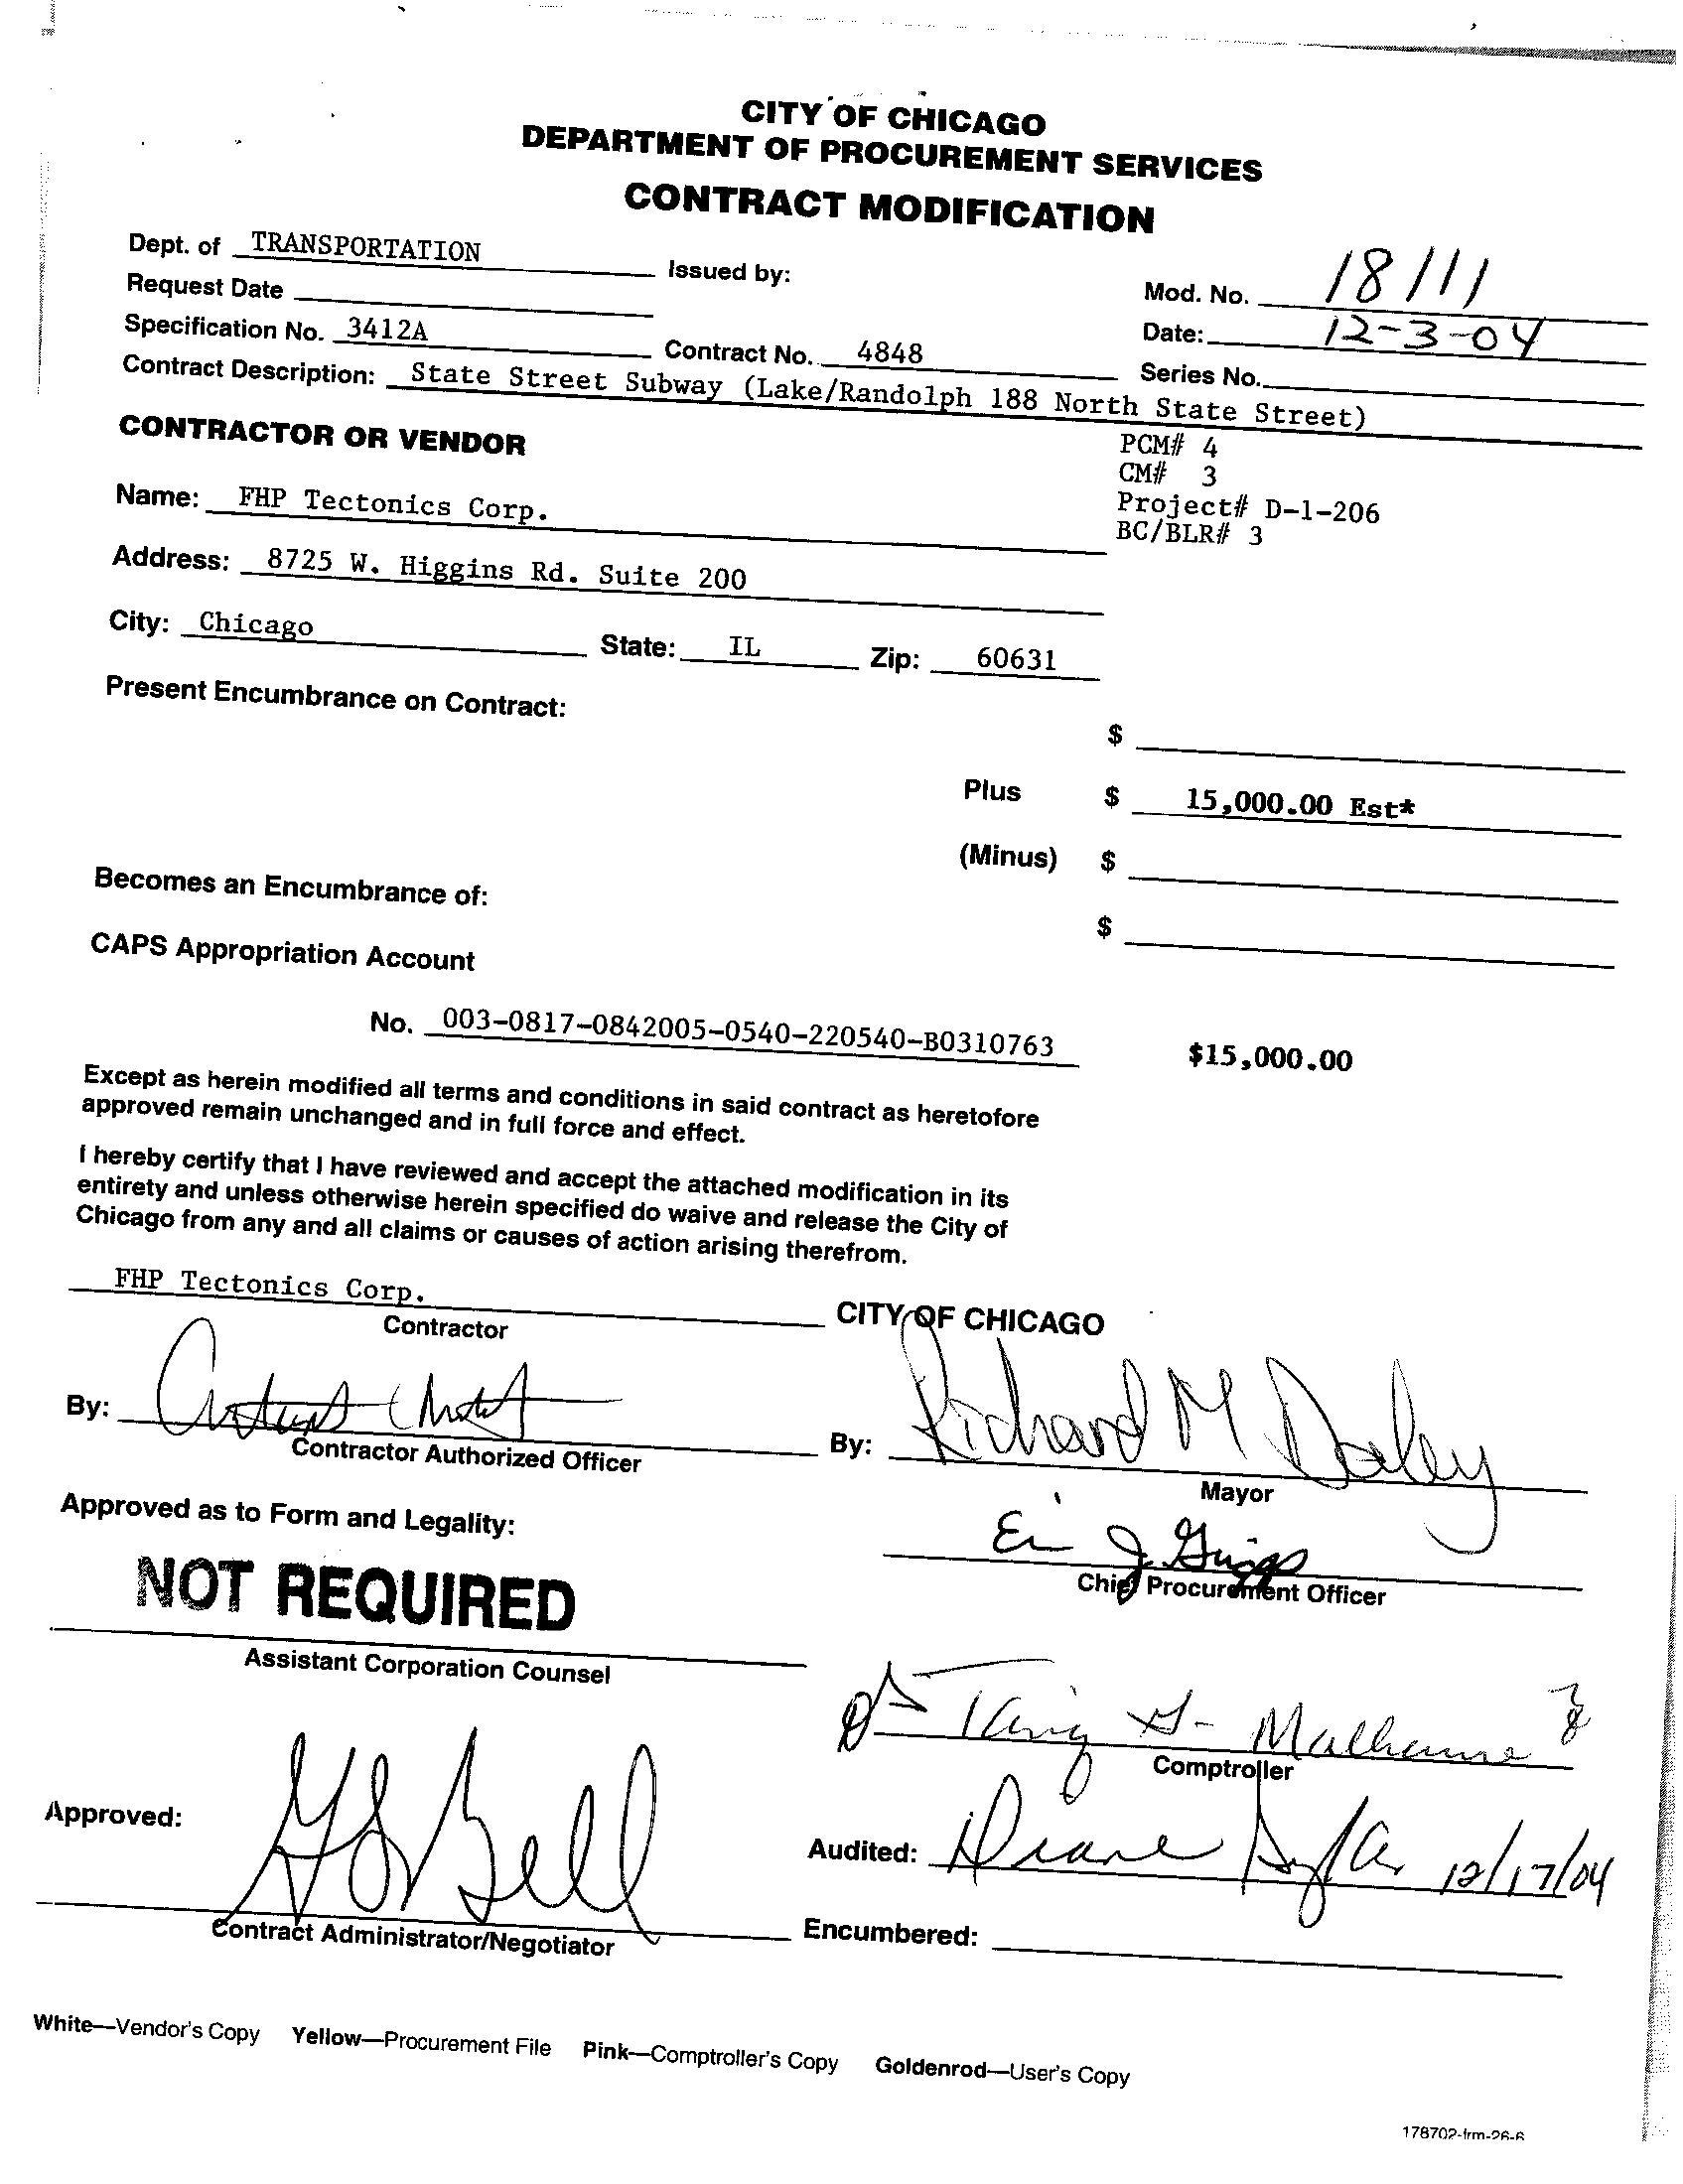 CITY OF CHICAGO
DEPARTMENT OF PROCUREMENT SERVICES
CONTRACT MODIFICATION
Dept. of TRANSPORTATION Issued by: Mod. No. 18111
Request Date Date: 12-3-04
Specification No. 3412A Contract No. 4848 Series No.
Contract Description: State Street Subway (Lake/Randolph 188 North State Street)
CONTRACTOR OR VENDOR
PCM# 4
CM# 3
Project# D-1-206
BC/BLR# 3
Name: FHP Tectonics Corp.
Address: 8725 W. Higgins Rd. Suite 200
City: Chicago State: IL Zip: 60631
Present Encumbrance on Contract:
$
Plus $ 15,000.00 Est*
(Minus) $
Becomes an Encumbrance of:
$
CAPS Appropriation Account
No. 003-0817-0842005-0540-220540-B0310763 $15,000.00
Except as herein modified all terms and conditions in said contract as heretofore
approved remain unchanged and in full force and effect.
I hereby certify that I have reviewed and accept the attached modification in its
entirety and unless otherwise herein specified do waive and release the City of
Chicago from any and all claims or causes of action arising therefrom.
FHP Tectonics Corp.
Contractor
CITY OF CHICAGO
By:
Contractor Authorized Officer
By: Richard M Daley
Mayor
Approved as to Form and Legality:
NOT REQUIRED
Assistant Corporation Counsel
Chief Procurement Officer
Comptroller
Approved:
Contract Administrator/Negotiator
Audited: Diane 12/17/04
Encumbered:
White—Vendor's Copy Yellow—Procurement File Pink—Comptroller's Copy Goldenrod—User's Copy
178702-frm-26-6